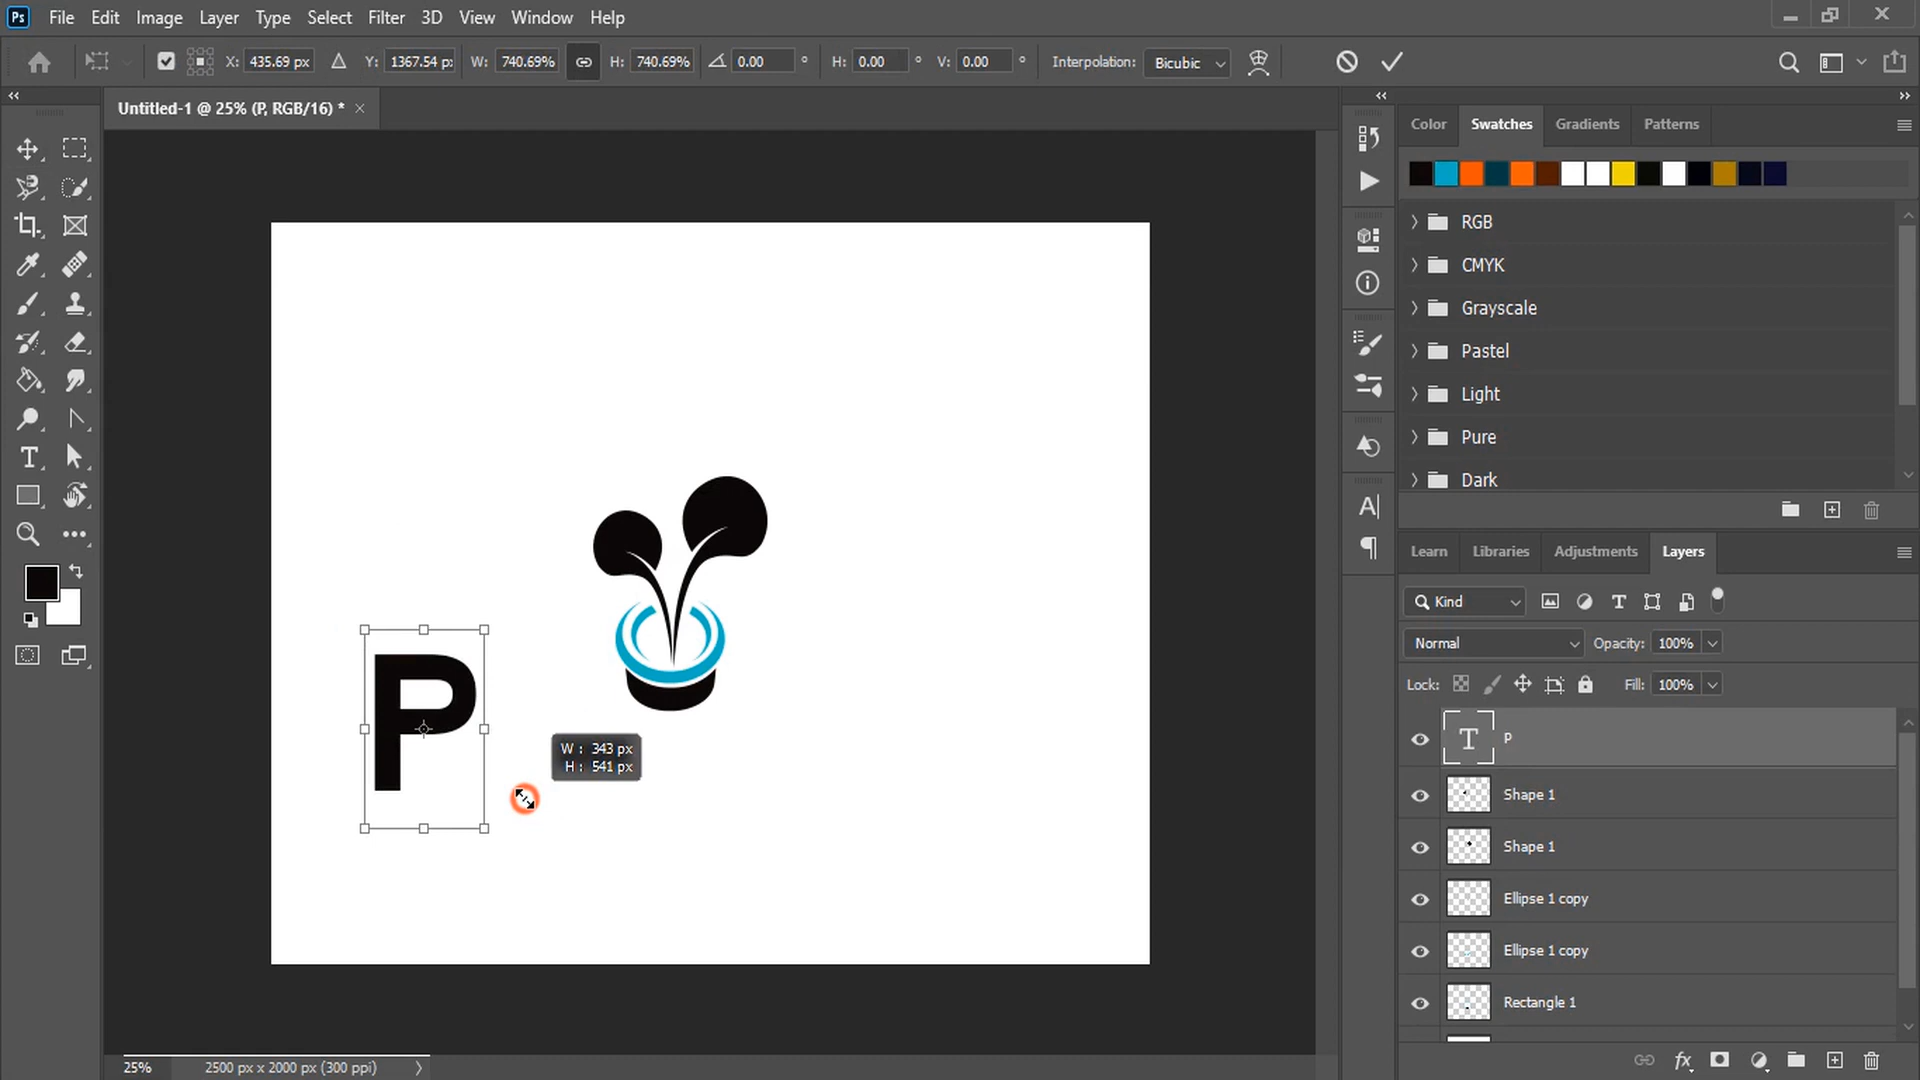 Ps File Edit Image Layer Type Select Filter 3D View Window Help
X: 435.69 px Y: 1367.54 px W: 740.69% H: 740.69% 0.00 ° H: 0.00 ° V: 0.00 ° Interpolation: Bicubic
Untitled-1 @ 25% (P, RGB/16) * ×
Color Swatches Gradients Patterns
RGB
CMYK
Grayscale
Pastel
Light
Pure
Dark
Learn Libraries Adjustments Layers
Kind
Normal Opacity: 100%
Lock: Fill: 100%
T P
Shape 1
Shape 1
Ellipse 1 copy
Ellipse 1 copy
Rectangle 1
P
W : 343 px
H : 541 px
25% 2500 px x 2000 px (300 ppi)